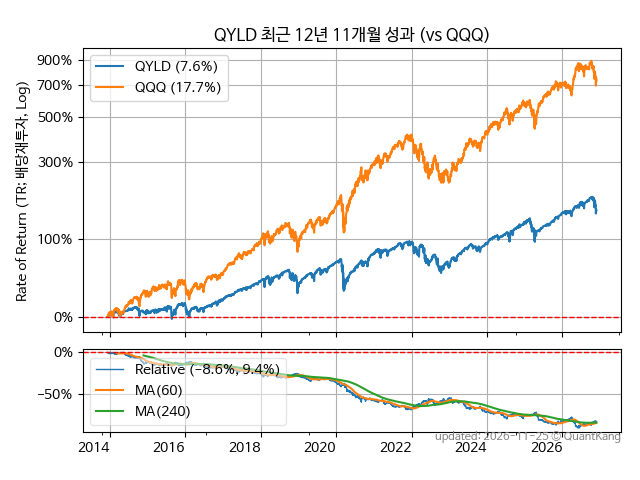 QYLD 최근 12년 11개월 성과 (vs QQQ)
Rate of Return (TR: 배당재투자, Log)
900%
700%
500%
300%
100%
0%
QYLD (7.6%)
QQQ (17.7%)
0%
−50%
Relative (−8.6%, 9.4%)
MA(60)
MA(240)
2014 2016 2018 2020 2022 2024 2026
updated: 2026-11-25 © QuantKang